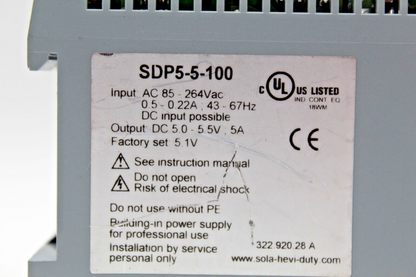 SDP5-5-100
Input AC 85 - 264Vac
0.5 - 0.22A ; 43 - 67Hz
DC input possible
Output: DC 5.0 - 5.5V ; 5A
Factory set: 5.1V
See instruction manual
Do not open
Risk of electrical shock
Do not use without PE
Building-in power supply
for professional use
Installation by service
personal only
C UL US LISTED
IND. CONT. EQ.
18WM
CE
322 920.28 A
www.sola-hevi-duty.com